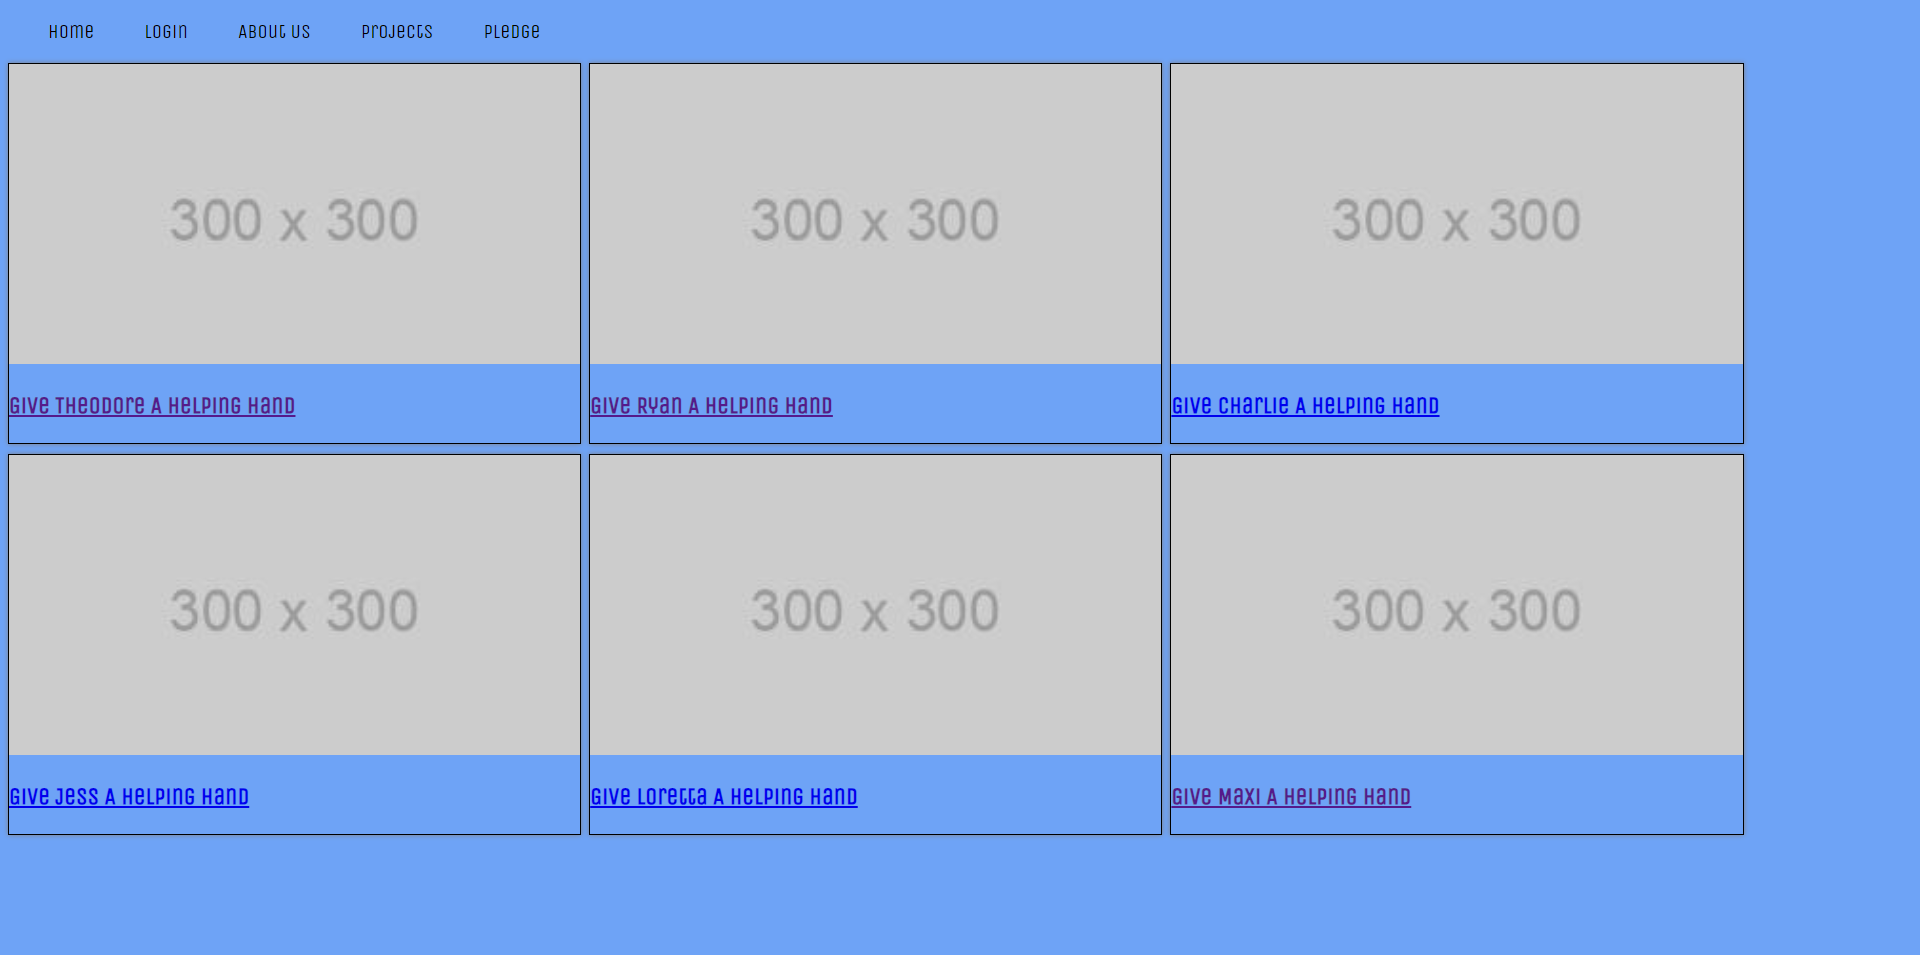 Home LOGIN ABOUT US PROJECTS PLEDGE
300 x 300 300 x 300 300 x 300
GIVE THEODORE A HELPING HAND GIVE RYAN A HELPING HAND GIVE CHARLIE A HELPING HAND
300 x 300 300 x 300 300 x 300
GIVE JESS A HELPING HAND GIVE LORETTA A HELPING HAND GIVE MAXI A HELPING HAND